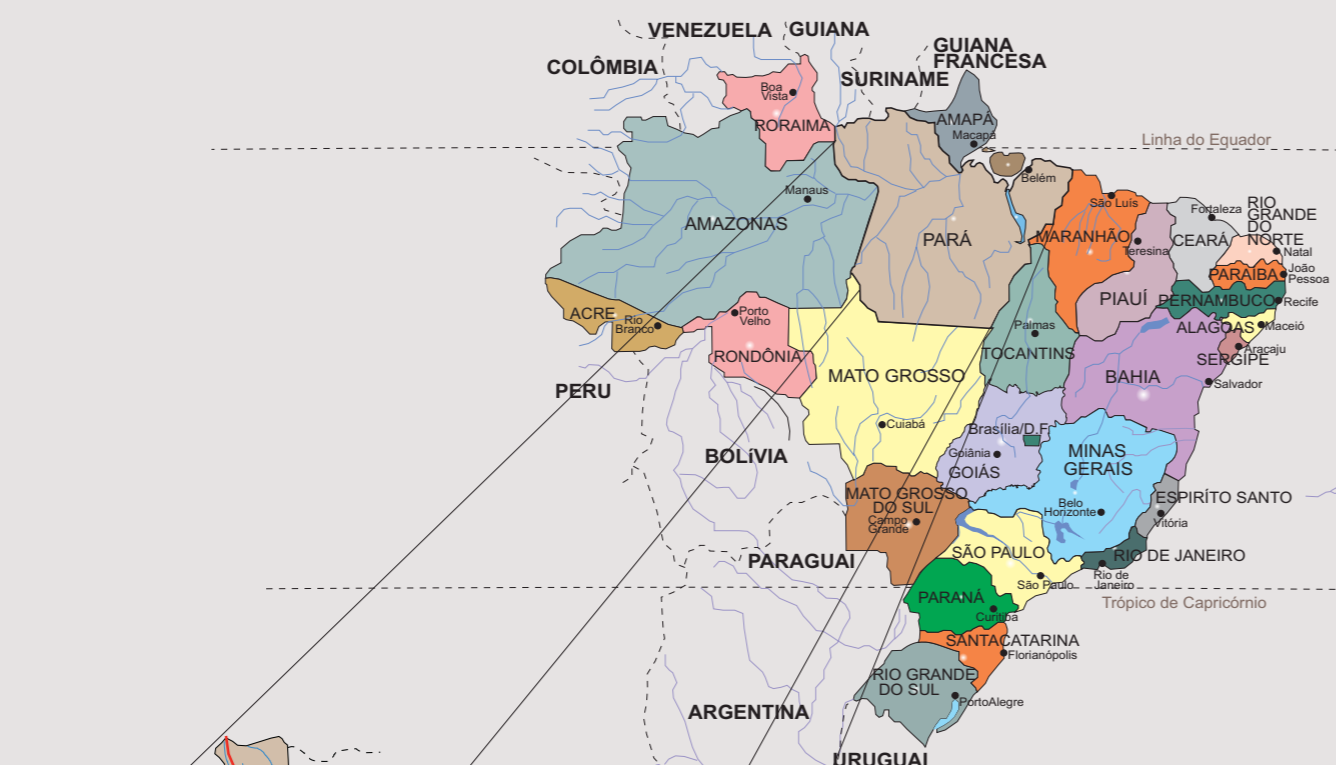 VENEZUELA
GUIANA
GUIANA
FRANCESA
COLÔMBIA
SURINAME
Boa
Vista
RORAIMA
AMAPÁ
Macapá
Linha do Equador
Belém
Manaus
São Luís
Fortaleza
RIO
GRANDE
DO
NORTE
AMAZONAS
PARÁ
MARANHÃO
Teresina
CEARÁ
Natal
PARAÍBA
João
Pessoa
PIAUÍ
PERNAMBUCO
Recife
ACRE
Rio
Branco
Porto
Velho
Palmas
ALAGOAS
Maceió
RONDÔNIA
TOCANTINS
Aracaju
SERGIPE
MATO GROSSO
BAHIA
Salvador
PERU
Cuiabá
Brasília/D.F.
Goiânia
GOIÁS
MINAS
GERAIS
BOLíVIA
MATO GROSSO
DO SUL
Campo
Grande
Belo
Horizonte
ESPIRÍTO SANTO
Vitória
PARAGUAI
SÃO PAULO
RIO DE JANEIRO
São Paulo
Rio de
Janeiro
PARANÁ
Curitiba
Trópico de Capricórnio
SANTACATARINA
Florianópolis
RIO GRANDE
DO SUL
PortoAlegre
ARGENTINA
URUGUAI